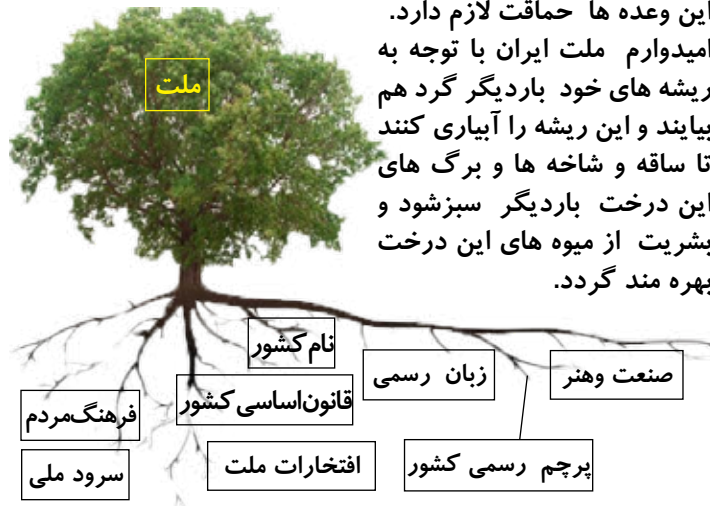 این وعده ها حماقت لازم دارد.
امیدوارم ملت ایران با توجه به
ریشه های خود باردیگر گرد هم
بیایند و این ریشه را آبیاری کنند
تا ساقه و شاخه ها و برگ های
این درخت باردیگر سبزشود و
بشریت از میوه های این درخت
بهره مند گردد.
ملت
نام کشور
صنعت وهنر
زبان رسمی
قانون اساسی کشور
فرهنگ مردم
پرچم رسمی کشور
افتخارات ملت
سرود ملی